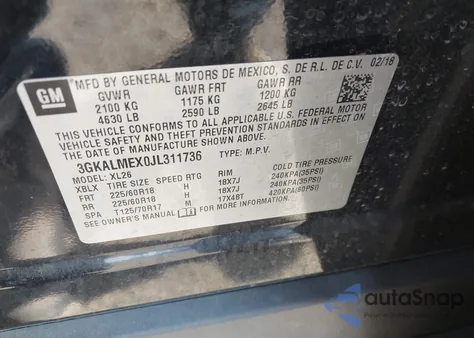 GM
MFD BY GENERAL MOTORS DE MEXICO, S. DE R.L. DE C.V. 02/18
GVWR GAWR FRT GAWR RR
2100 KG 1175 KG 1200 KG
4630 LB 2590 LB 2645 LB
THIS VEHICLE CONFORMS TO ALL APPLICABLE U.S. FEDERAL
MOTOR VEHICLE SAFETY, BUMPER, AND THEFT PREVENTION
STANDARDS IN EFFECT ON THE DATE OF MANUFACTURE SHOWN ABOVE.
3GKALMEX0JL311736 TYPE: M.P.V.
MODEL: XL26
XBLX TIRE SIZE SPEED RTG RIM COLD TIRE PRESSURE
FRT 225/60R18 H 18X7J 240KPA(35PSI)
RR 225/60R18 H 18X7J 240KPA(35PSI)
SPA T125/70R17 M 17X4BT 420KPA(60PSI)
SEE OWNER'S MANUAL FOR MORE INFORMATION.
autoSnap